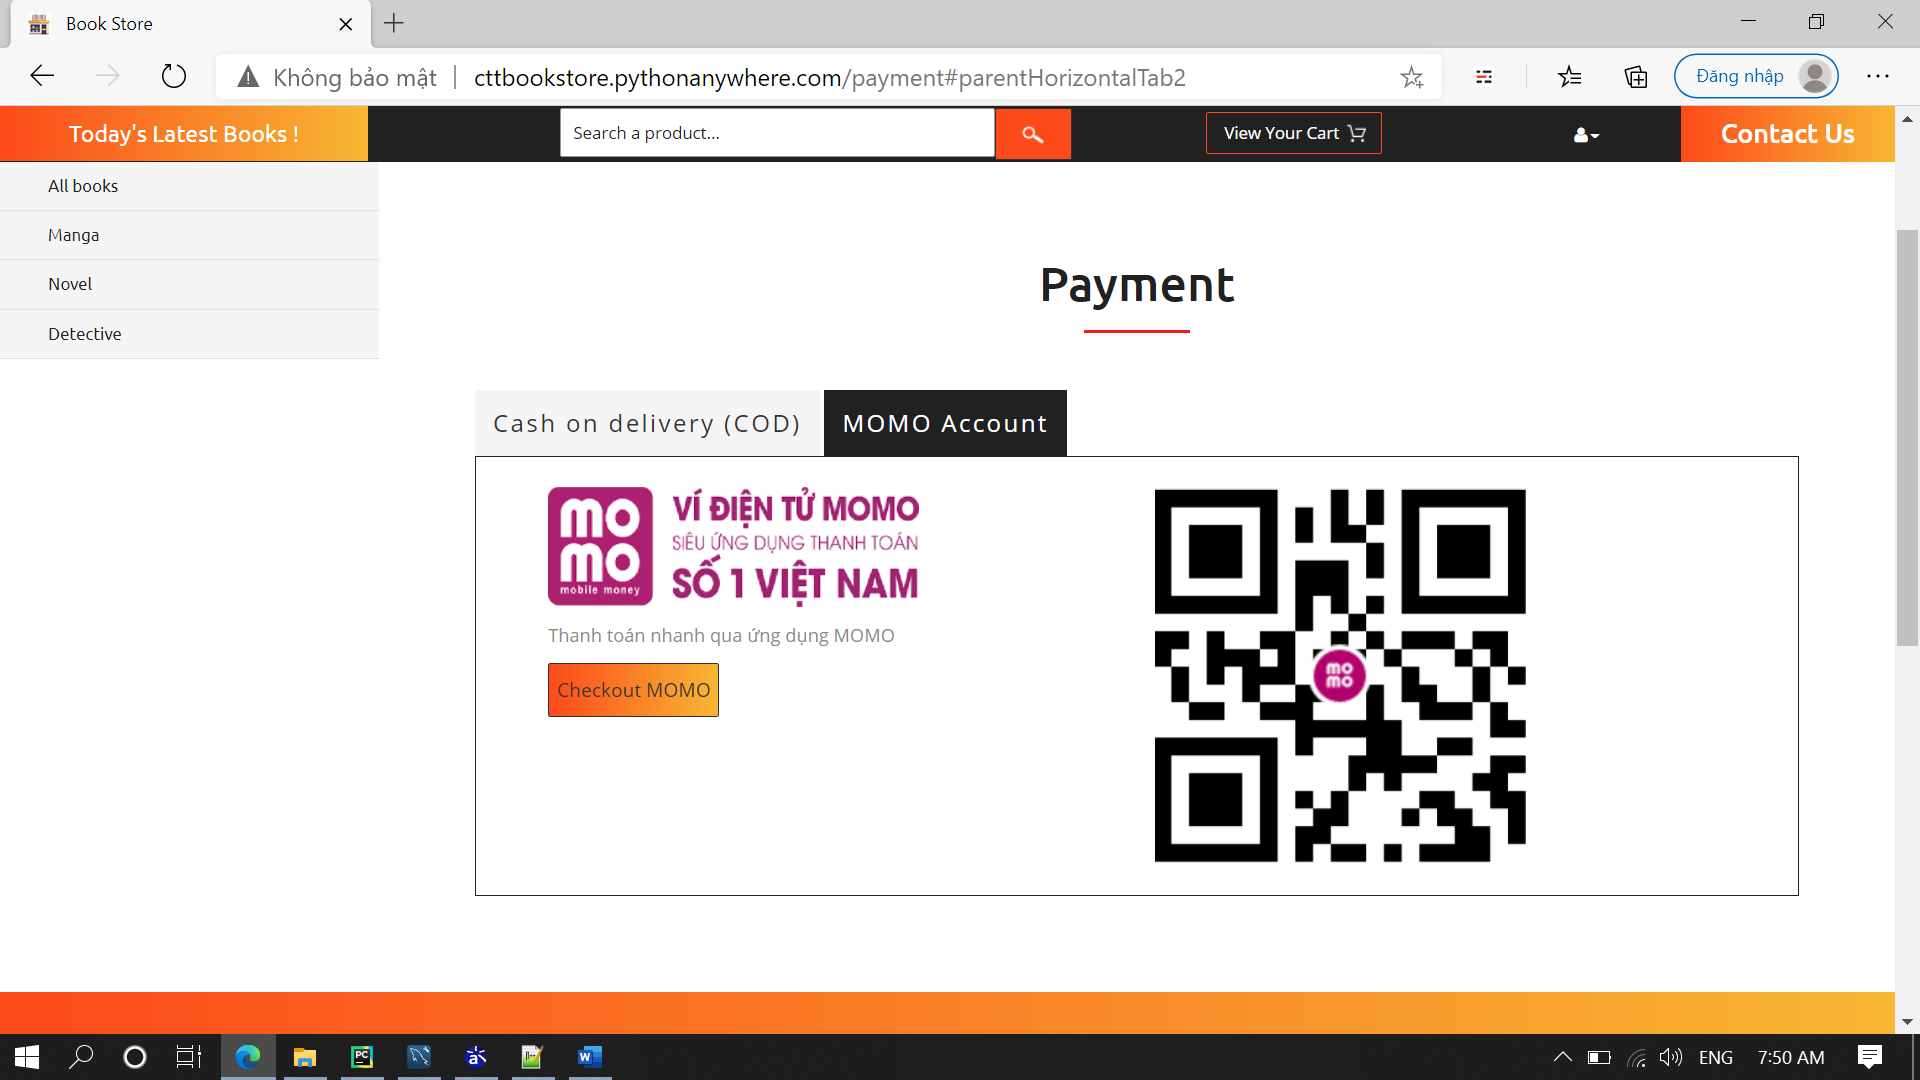 Book Store
Không bảo mật
cttbookstore.pythonanywhere.com/payment#parentHorizontalTab2
Đăng nhập
Today's Latest Books !
Search a product...
View Your Cart
Contact Us
All books
Manga
Novel
Detective
Payment
Cash on delivery (COD)
MOMO Account
mo
mo
mobile money
VÍ ĐIỆN TỬ MOMO
SIÊU ỨNG DỤNG THANH TOÁN
SỐ 1 VIỆT NAM
Thanh toán nhanh qua ứng dụng MOMO
Checkout MOMO
mo
mo
PC
W
ENG
7:50 AM